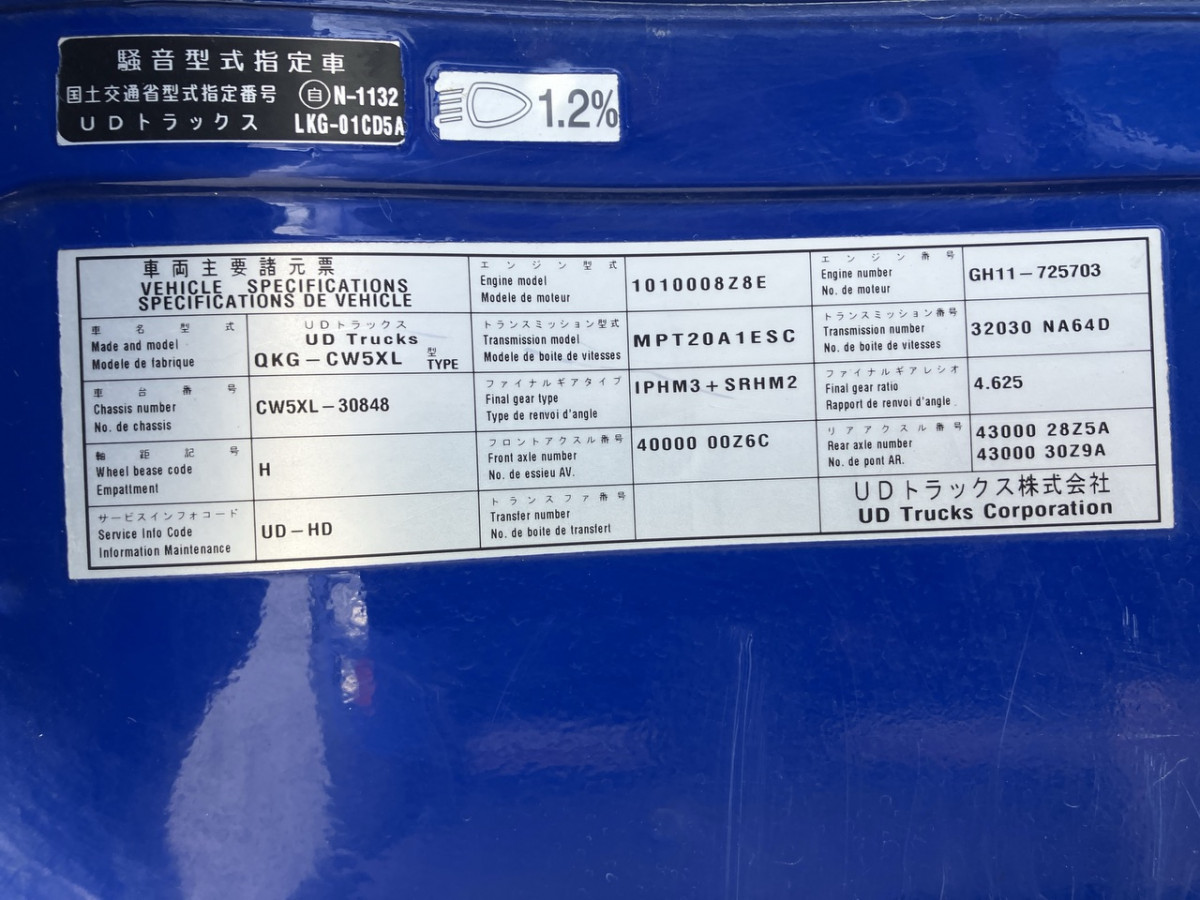 騒音型式指定車
国土交通省型式指定番号 自 N-1132
UDトラックス LKG-01CD5A
1.2%
車両主要諸元票
VEHICLE SPECIFICATIONS
SPECIFICATIONS DE VEHICLE
車名型式
Made and model
Modele de fabrique
UDトラックス
UD Trucks
QKG-CW5XL 型 TYPE
車台番号
Chassis number
No. de chassis
CW5XL-30848
軸距記号
Wheel bease code
Empattment
H
サービスインフォコード
Service Info Code
Information Maintenance
UD-HD
エンジン型式
Engine model
Modele de moteur
1010008Z8E
トランスミッション型式
Transmission model
Modele de boite de vitesses
MPT20A1ESC
ファイナルギアタイプ
Final gear type
Type de renvoi d'angle
IPHM3+SRHM2
フロントアクスル番号
Front axle number
No. de essieu AV.
40000 00Z6C
トランスファ番号
Transfer number
No. de boite de transfert
エンジン番号
Engine number
No. de moteur
GH11-725703
トランスミッション番号
Transmission number
No. de boite de vitesses
32030 NA64D
ファイナルギアレシオ
Final gear ratio
Rapport de renvoi d'angle
4.625
リアアクスル番号
Rear axle number
No. de pont AR.
43000 28Z5A
43000 30Z9A
UDトラックス株式会社
UD Trucks Corporation